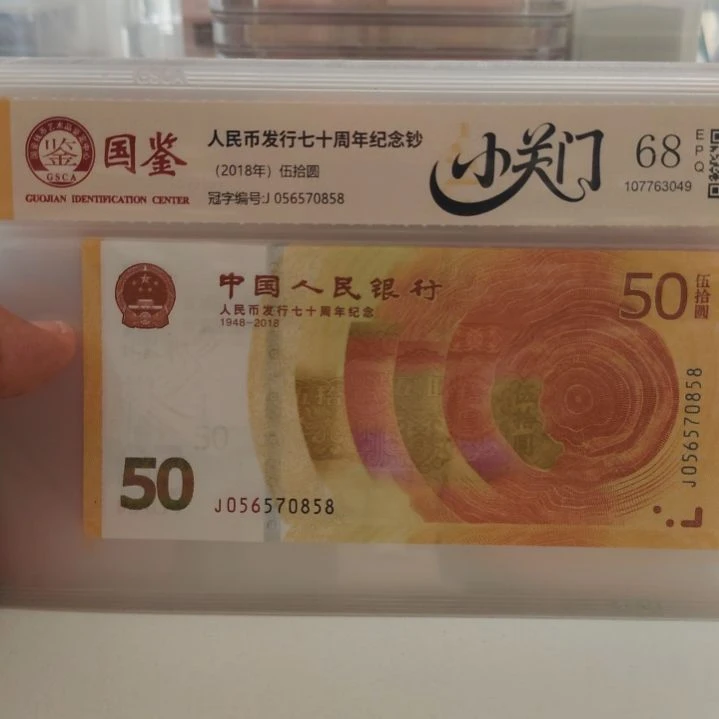 GSCA
鉴
GSCA
国鉴
GUOJIAN IDENTIFICATION CENTER
人民币发行七十周年纪念钞
(2018年) 伍拾圆
冠字编号:J 056570858
小关门
68
EPQ
107763049
中国人民银行
人民币发行七十周年纪念
1948-2018
50
伍拾圆
50
50
J056570858
J056570858